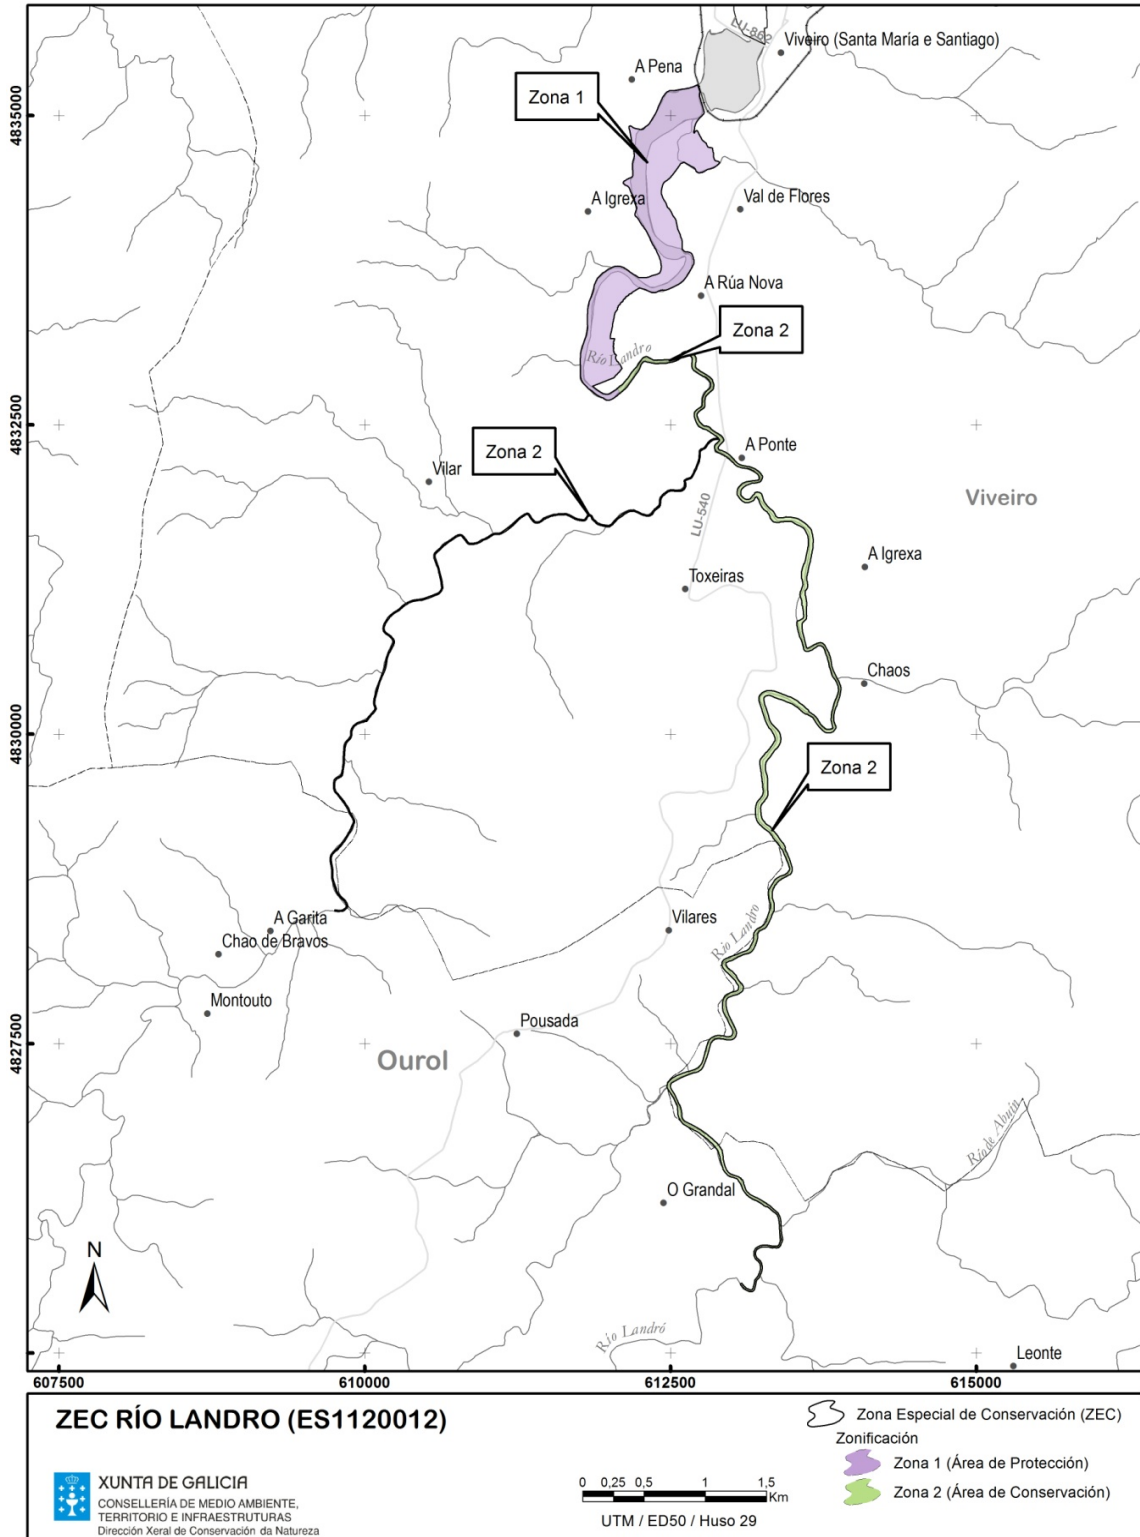 LU-862
Viveiro (Santa María e Santiago)
A Pena
Zona 1
4835000
A Igrexa
Val de Flores
A Rúa Nova
Zona 2
Río Landro
4832500
A Ponte
Zona 2
Vilar
Viveiro
LU-540
A Igrexa
Toxeiras
Chaos
4830000
Zona 2
A Garita
Vilares
Chao de Bravos
Río Landro
Montouto
Pousada
4827500
Ourol
Río de Abuín
O Grandal
N
Río Landró
Leonte
607500 610000 612500 615000
ZEC RÍO LANDRO (ES1120012)
XUNTA DE GALICIA
CONSELLERÍA DE MEDIO AMBIENTE,
TERRITORIO E INFRAESTRUTURAS
Dirección Xeral de Conservación da Natureza
0 0,25 0,5 1 1,5
Km
UTM / ED50 / Huso 29
Zona Especial de Conservación (ZEC)
Zonificación
Zona 1 (Área de Protección)
Zona 2 (Área de Conservación)